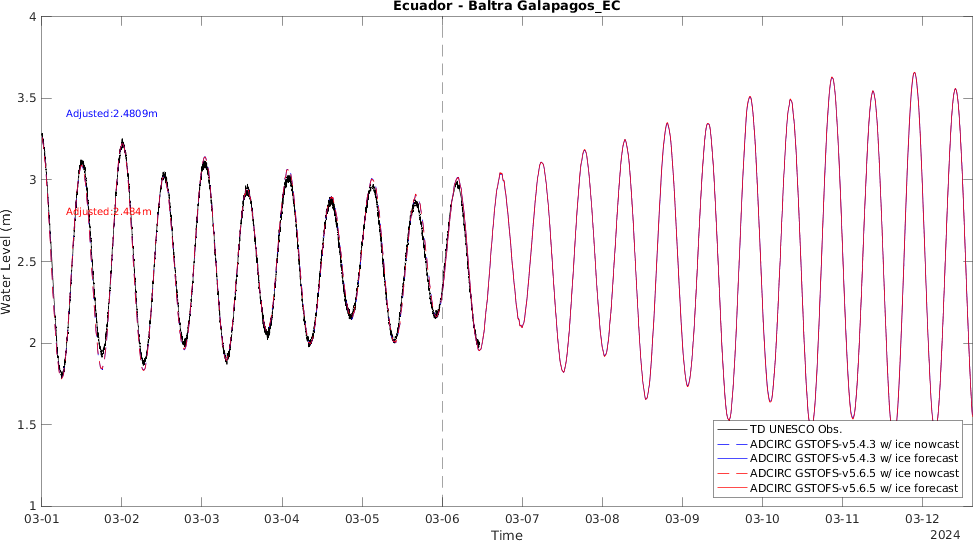 Ecuador - Baltra Galapagos_EC
4
3.5
3
2.5
2
1.5
1
Water Level (m)
Adjusted:2.4809m
Adjusted:2.484m
TD UNESCO Obs.
ADCIRC GSTOFS-v5.4.3 w/ ice nowcast
ADCIRC GSTOFS-v5.4.3 w/ ice forecast
ADCIRC GSTOFS-v5.6.5 w/ ice nowcast
ADCIRC GSTOFS-v5.6.5 w/ ice forecast
03-01 03-02 03-03 03-04 03-05 03-06 03-07 03-08 03-09 03-10 03-11 03-12
Time
2024